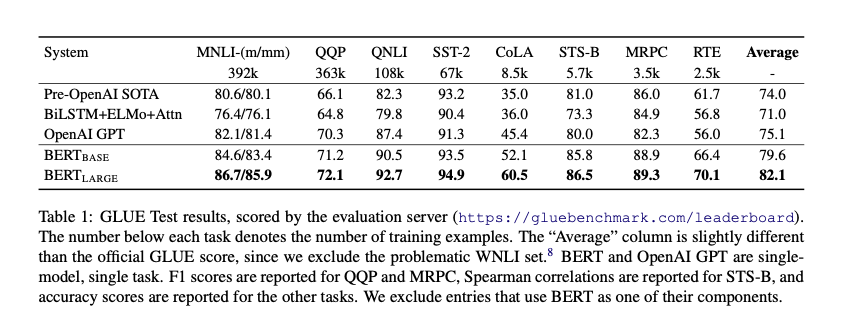 System MNLI-(m/mm) QQP QNLI SST-2 CoLA STS-B MRPC RTE Average
392k 363k 108k 67k 8.5k 5.7k 3.5k 2.5k -
Pre-OpenAI SOTA 80.6/80.1 66.1 82.3 93.2 35.0 81.0 86.0 61.7 74.0
BiLSTM+ELMo+Attn 76.4/76.1 64.8 79.8 90.4 36.0 73.3 84.9 56.8 71.0
OpenAI GPT 82.1/81.4 70.3 87.4 91.3 45.4 80.0 82.3 56.0 75.1
BERTBASE 84.6/83.4 71.2 90.5 93.5 52.1 85.8 88.9 66.4 79.6
BERTLARGE 86.7/85.9 72.1 92.7 94.9 60.5 86.5 89.3 70.1 82.1
Table 1: GLUE Test results, scored by the evaluation server (https://gluebenchmark.com/leaderboard).
The number below each task denotes the number of training examples. The “Average” column is slightly different
than the official GLUE score, since we exclude the problematic WNLI set.8 BERT and OpenAI GPT are single-
model, single task. F1 scores are reported for QQP and MRPC, Spearman correlations are reported for STS-B, and
accuracy scores are reported for the other tasks. We exclude entries that use BERT as one of their components.